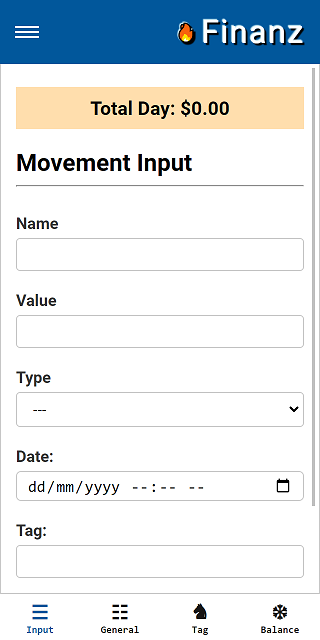 Finanz
Total Day: $0.00
Movement Input
Name
Value
Type
---
Date:
dd/mm/yyyy --:-- --
Tag:
Input General Tag Balance